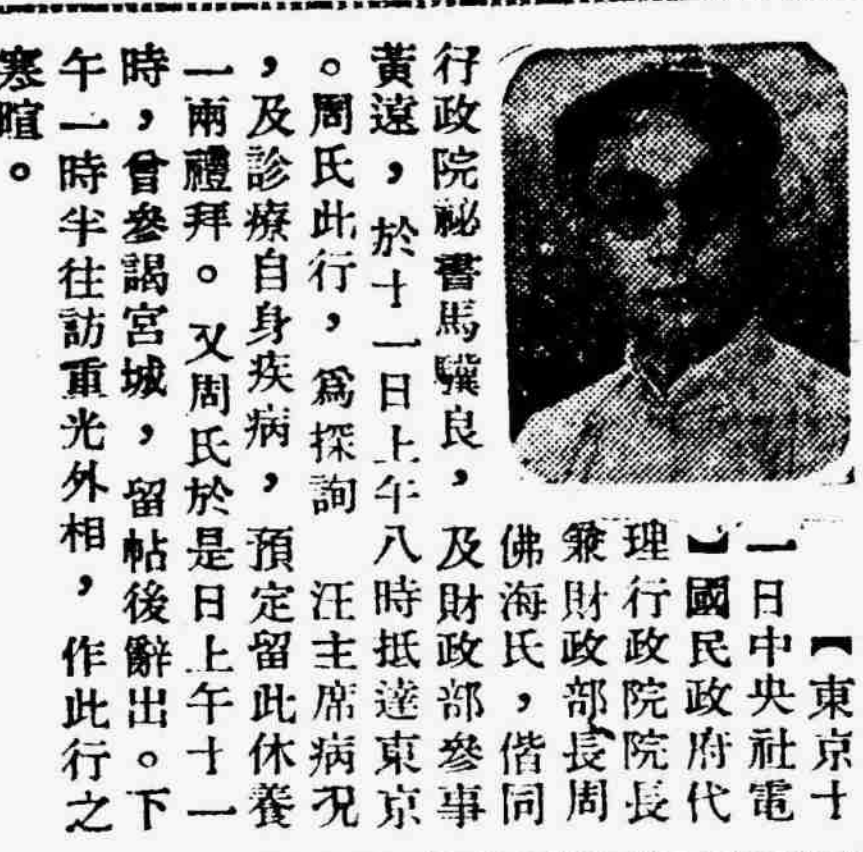 【東京十
一日中央社電
】國民政府代
理行政院院長
兼財政部長周
佛海氏，偕同
行政院祕書馬驥良，及財政部參事
黃遠，於十一日上午八時抵達東京
。周氏此行，爲探詢　汪主席病況
，及診療自身疾病，預定留此休養
一兩禮拜。又周氏於是日上午十一
時，曾參謁宮城，留帖後辭出。下
午一時半往訪重光外相，作此行之
寒暄。